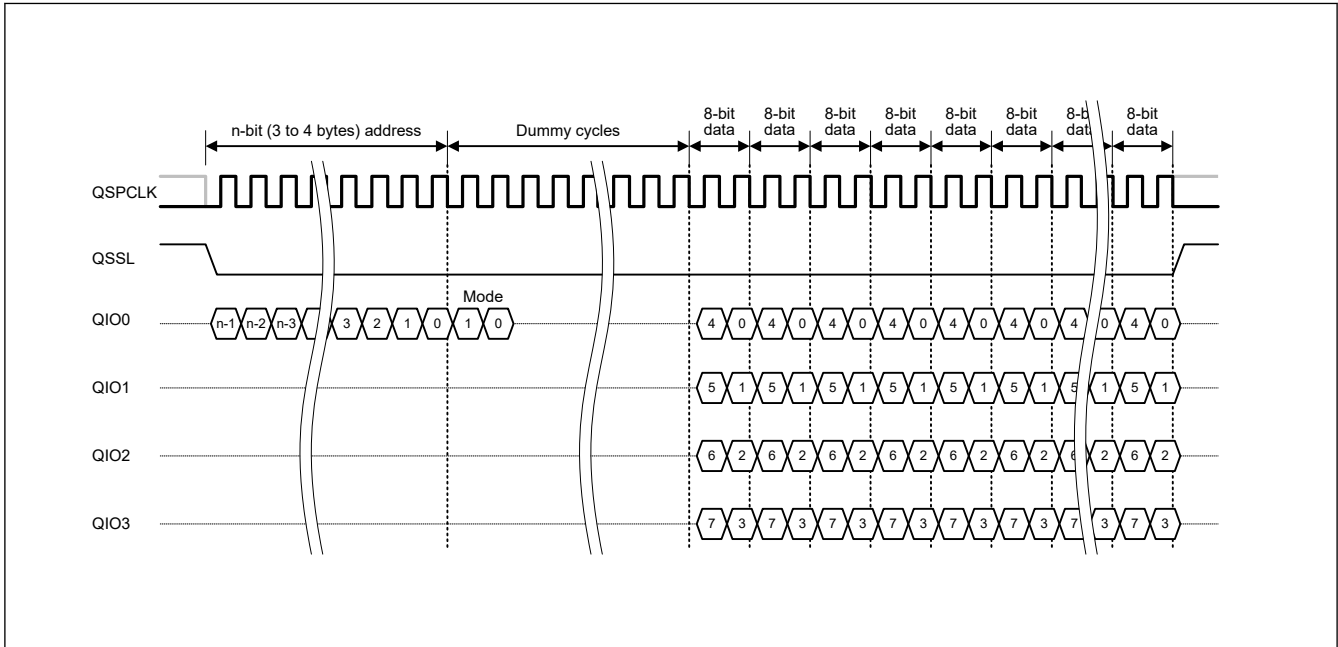 n-bit (3 to 4 bytes) address Dummy cycles 8-bit data 8-bit data 8-bit data 8-bit data 8-bit data 8-bit data 8-bit 8-bit data
QSPCLK
QSSL
Mode
QIO0 n-1 n-2 n-3 3 2 1 0 1 0 4 0 4 0 4 0 4 0 4 0 4 0 4 0 4 0
QIO1 5 1 5 1 5 1 5 1 5 1 5 1 5 1 5 1
QIO2 6 2 6 2 6 2 6 2 6 2 6 2 6 2 6 2
QIO3 7 3 7 3 7 3 7 3 7 3 7 3 7 3 7 3